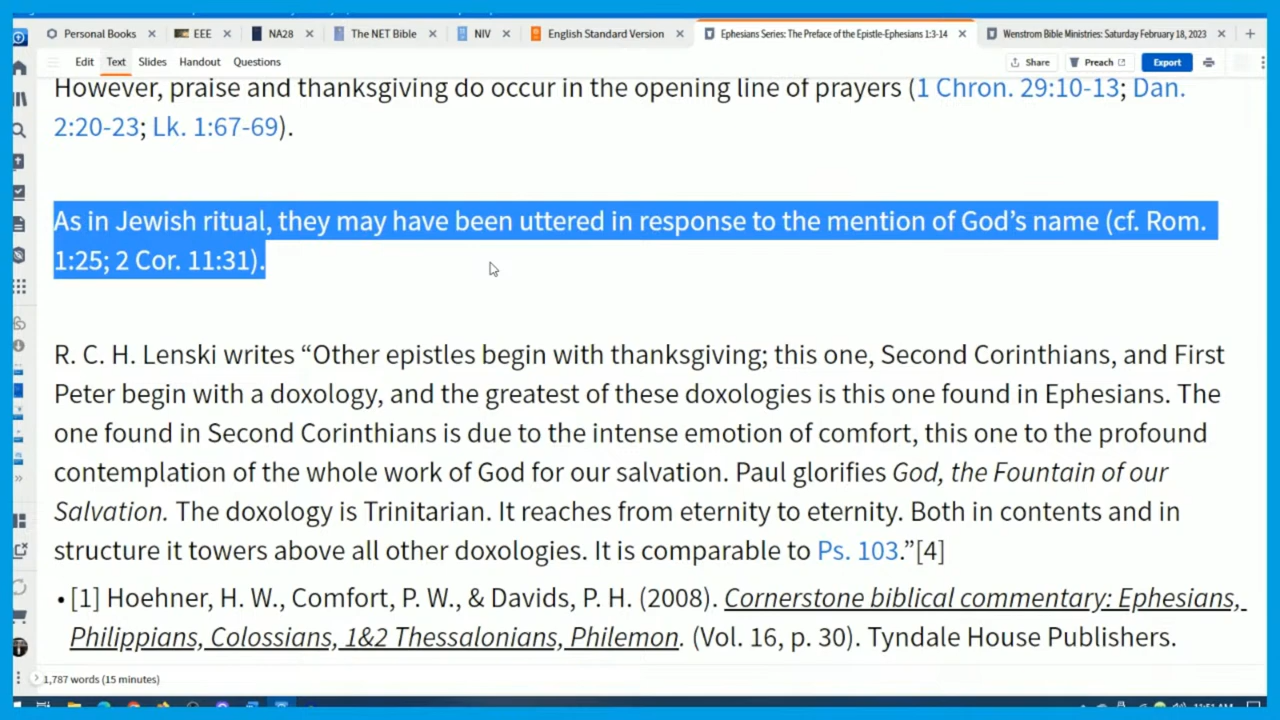 Personal Books
EEE
NA28
The NET Bible
NIV
English Standard Version
Ephesians Series: The Preface of the Epistle-Ephesians 1:3-14
Wenstrom Bible Ministries: Saturday February 18, 2023
Edit Text Slides Handout Questions
Share Preach Export
However, praise and thanksgiving do occur in the opening line of prayers (1 Chron. 29:10-13; Dan.
2:20-23; Lk. 1:67-69).
As in Jewish ritual, they may have been uttered in response to the mention of God’s name (cf. Rom.
1:25; 2 Cor. 11:31).
R. C. H. Lenski writes “Other epistles begin with thanksgiving; this one, Second Corinthians, and First
Peter begin with a doxology, and the greatest of these doxologies is this one found in Ephesians. The
one found in Second Corinthians is due to the intense emotion of comfort, this one to the profound
contemplation of the whole work of God for our salvation. Paul glorifies God, the Fountain of our
Salvation. The doxology is Trinitarian. It reaches from eternity to eternity. Both in contents and in
structure it towers above all other doxologies. It is comparable to Ps. 103.”[4]
• [1] Hoehner, H. W., Comfort, P. W., & Davids, P. H. (2008). Cornerstone biblical commentary: Ephesians,
Philippians, Colossians, 1&2 Thessalonians, Philemon. (Vol. 16, p. 30). Tyndale House Publishers.
1,787 words (15 minutes)